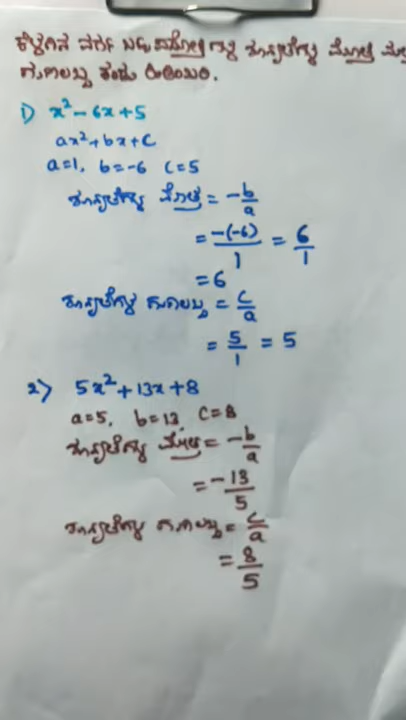 ಕೆಳಗಿನ ವರ್ಗ ಬಹುಪದೋಕ್ತಿಗಳ ಶೂನ್ಯತೆಗಳ ಮೊತ್ತ ಮತ್ತು
ಗುಣಲಬ್ಧ ಕಂಡು ಹಿಡಿಯಿರಿ.
1) x² - 6x + 5
ax² + bx + c
a=1, b=-6 c=5
ಶೂನ್ಯತೆಗಳ ಮೊತ್ತ = -b/a
= -(-6)/1 = 6/1
= 6
ಶೂನ್ಯತೆಗಳ ಗುಣಲಬ್ಧ = c/a
= 5/1 = 5
2) 5x² + 13x + 8
a=5, b=13, c=8
ಶೂನ್ಯತೆಗಳ ಮೊತ್ತ = -b/a
= -13/5
ಶೂನ್ಯತೆಗಳ ಗುಣಲಬ್ಧ = c/a
= 8/5